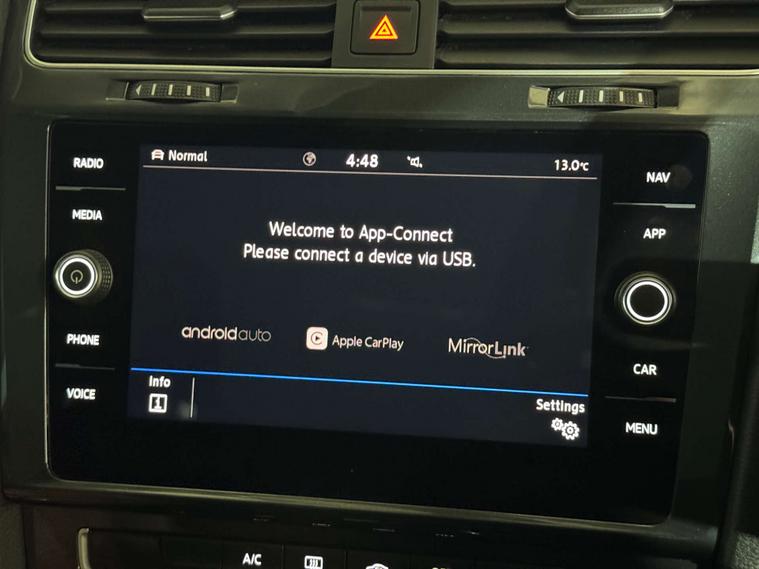 Normal 4:48 13.0°C
RADIO
MEDIA
PHONE
VOICE
Welcome to App-Connect
Please connect a device via USB.
androidauto Apple CarPlay MirrorLink
Info
Settings
NAV
APP
CAR
MENU
A/C